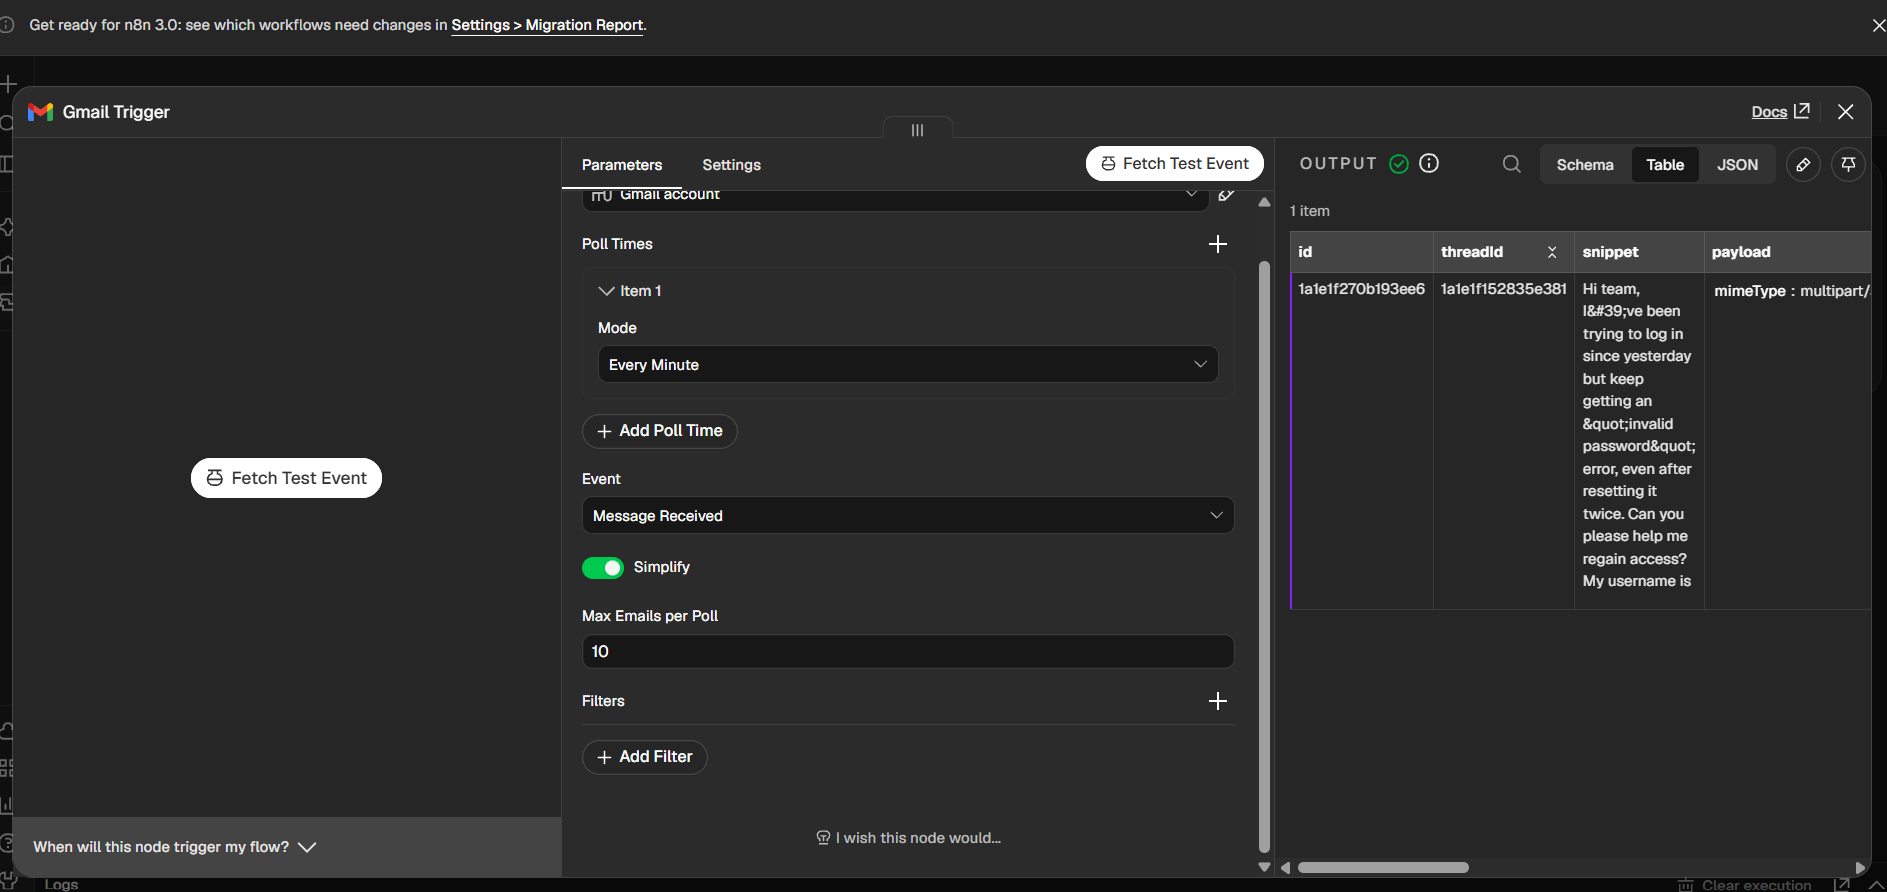 Get ready for n8n 3.0: see which workflows need changes in Settings > Migration Report.
Gmail Trigger
Docs
Fetch Test Event
When will this node trigger my flow?
Parameters
Settings
Fetch Test Event
Gmail account
Poll Times
Item 1
Mode
Every Minute
Add Poll Time
Event
Message Received
Simplify
Max Emails per Poll
10
Filters
Add Filter
I wish this node would...
OUTPUT
Schema
Table
JSON
1 item
id
threadId
snippet
payload
1a1e1f270b193ee6
1a1e1f152835e381
Hi team,
I&#39;ve been
trying to log in
since yesterday
but keep
getting an
&quot;invalid
password&quot;
error, even after
resetting it
twice. Can you
please help me
regain access?
My username is
mimeType : multipart/
Logs
Clear execution